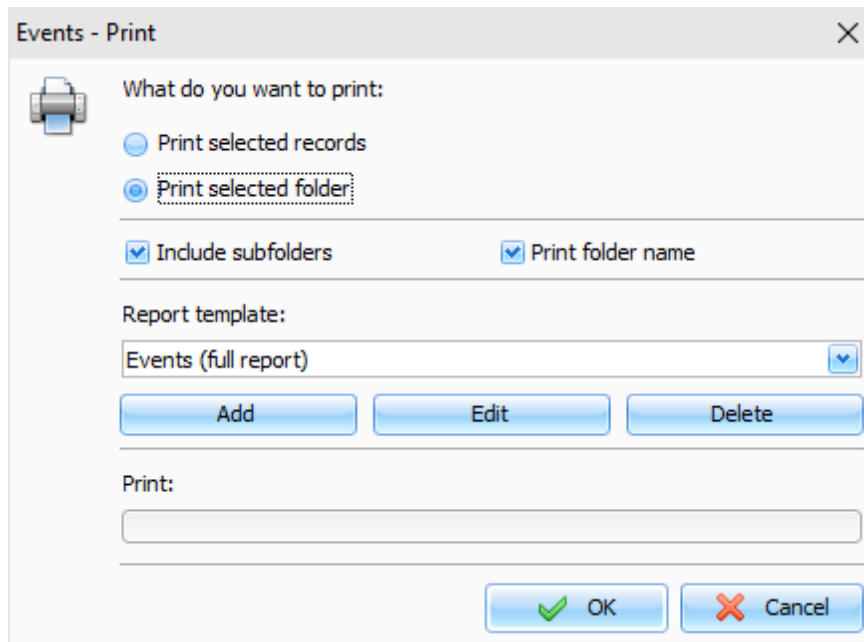 Events - Print
What do you want to print:
Print selected records
Print selected folder
Include subfolders Print folder name
Report template:
Events (full report)
Add Edit Delete
Print:
OK Cancel